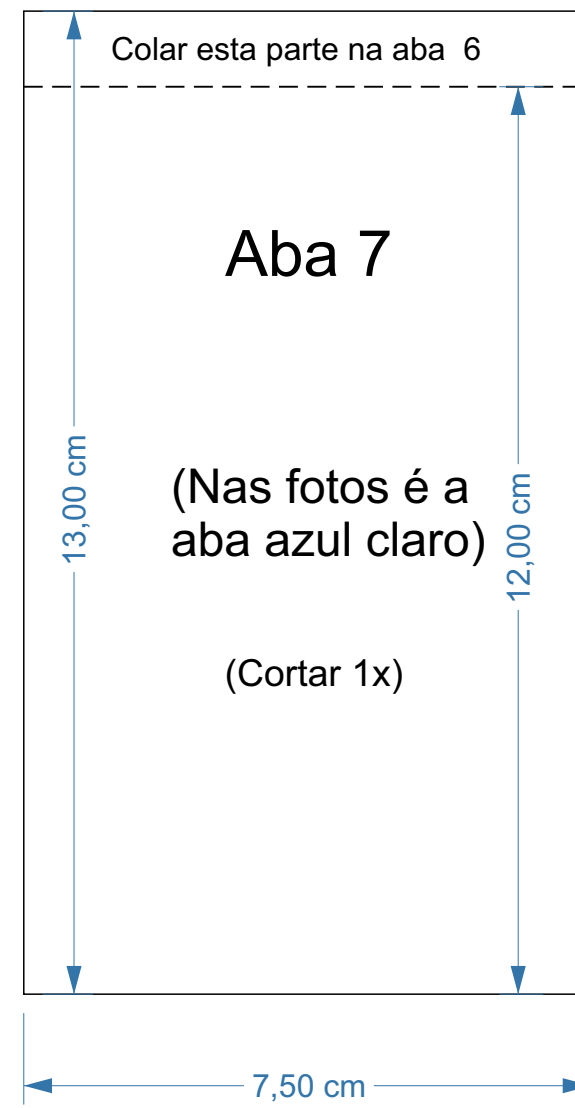 Colar esta parte na aba  6
Aba 7
13,00 cm
12,00 cm
(Nas fotos é a
aba azul claro)
(Cortar 1x)
7,50 cm